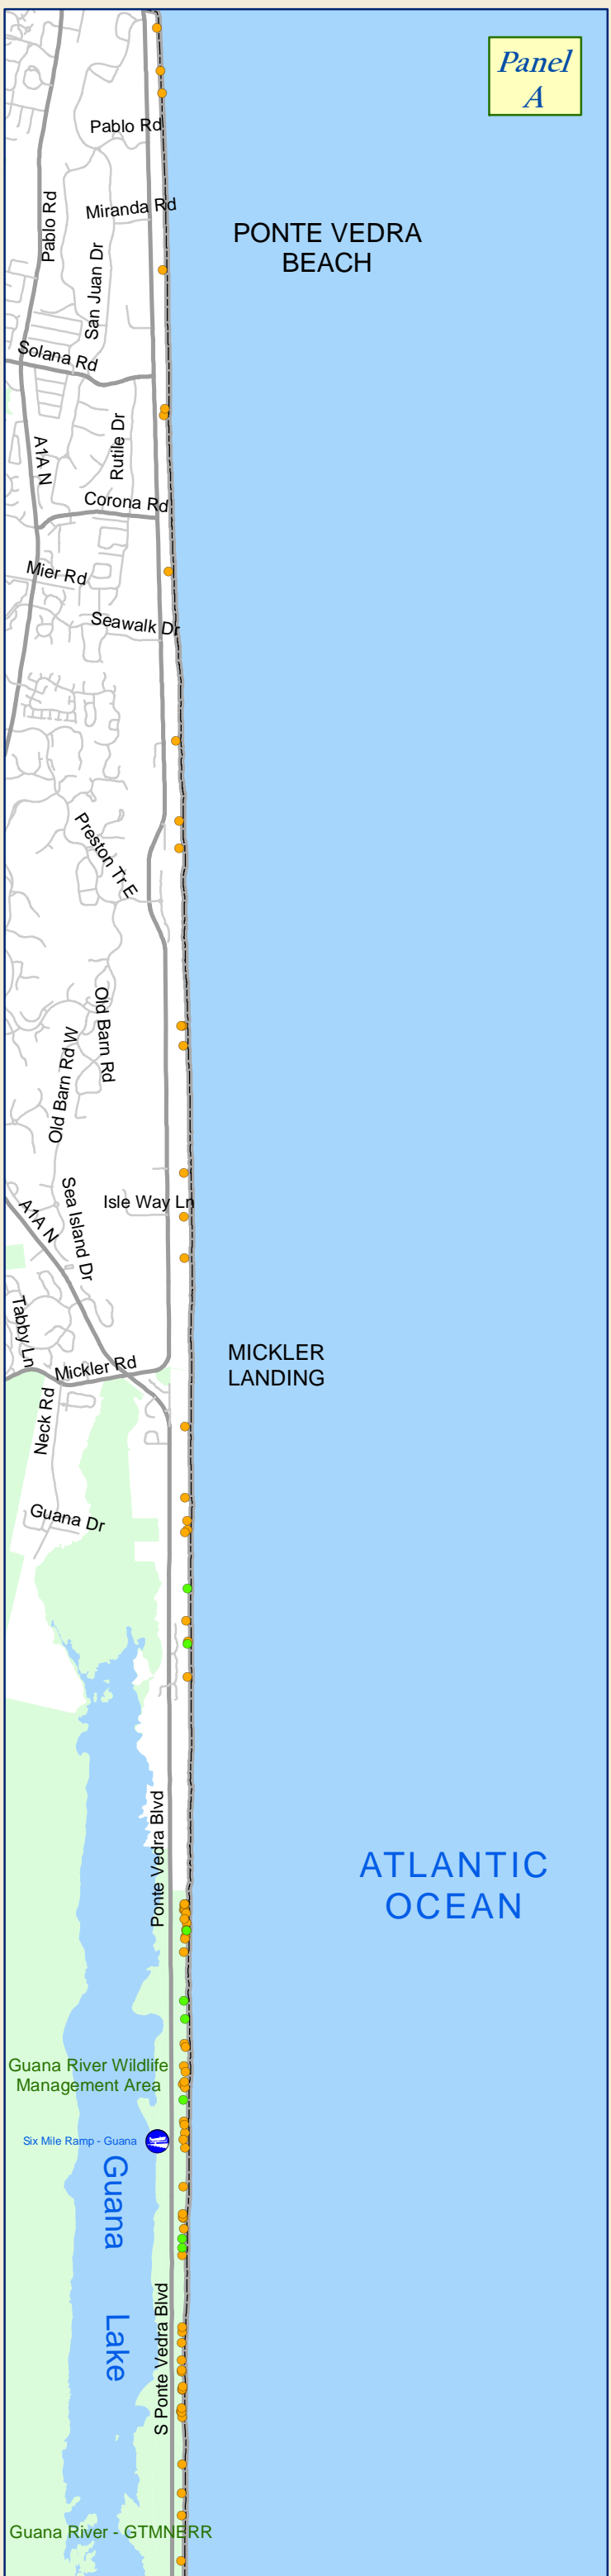 Panel
A
Pablo Rd
Miranda Rd
Pablo Rd
San Juan Dr
PONTE VEDRA
BEACH
Solana Rd
A1A N
Rutile Dr
Corona Rd
Mier Rd
Seawalk Dr
Preston Tr E
Old Barn Rd
Old Barn Rd W
Isle Way Ln
Sea Island Dr
A1A N
Tabby Ln
MICKLER
LANDING
Mickler Rd
Neck Rd
Guana Dr
Ponte Vedra Blvd
ATLANTIC
OCEAN
Guana River Wildlife
Management Area
Six Mile Ramp - Guana
Guana
Lake
S Ponte Vedra Blvd
Guana River - GTMNERR